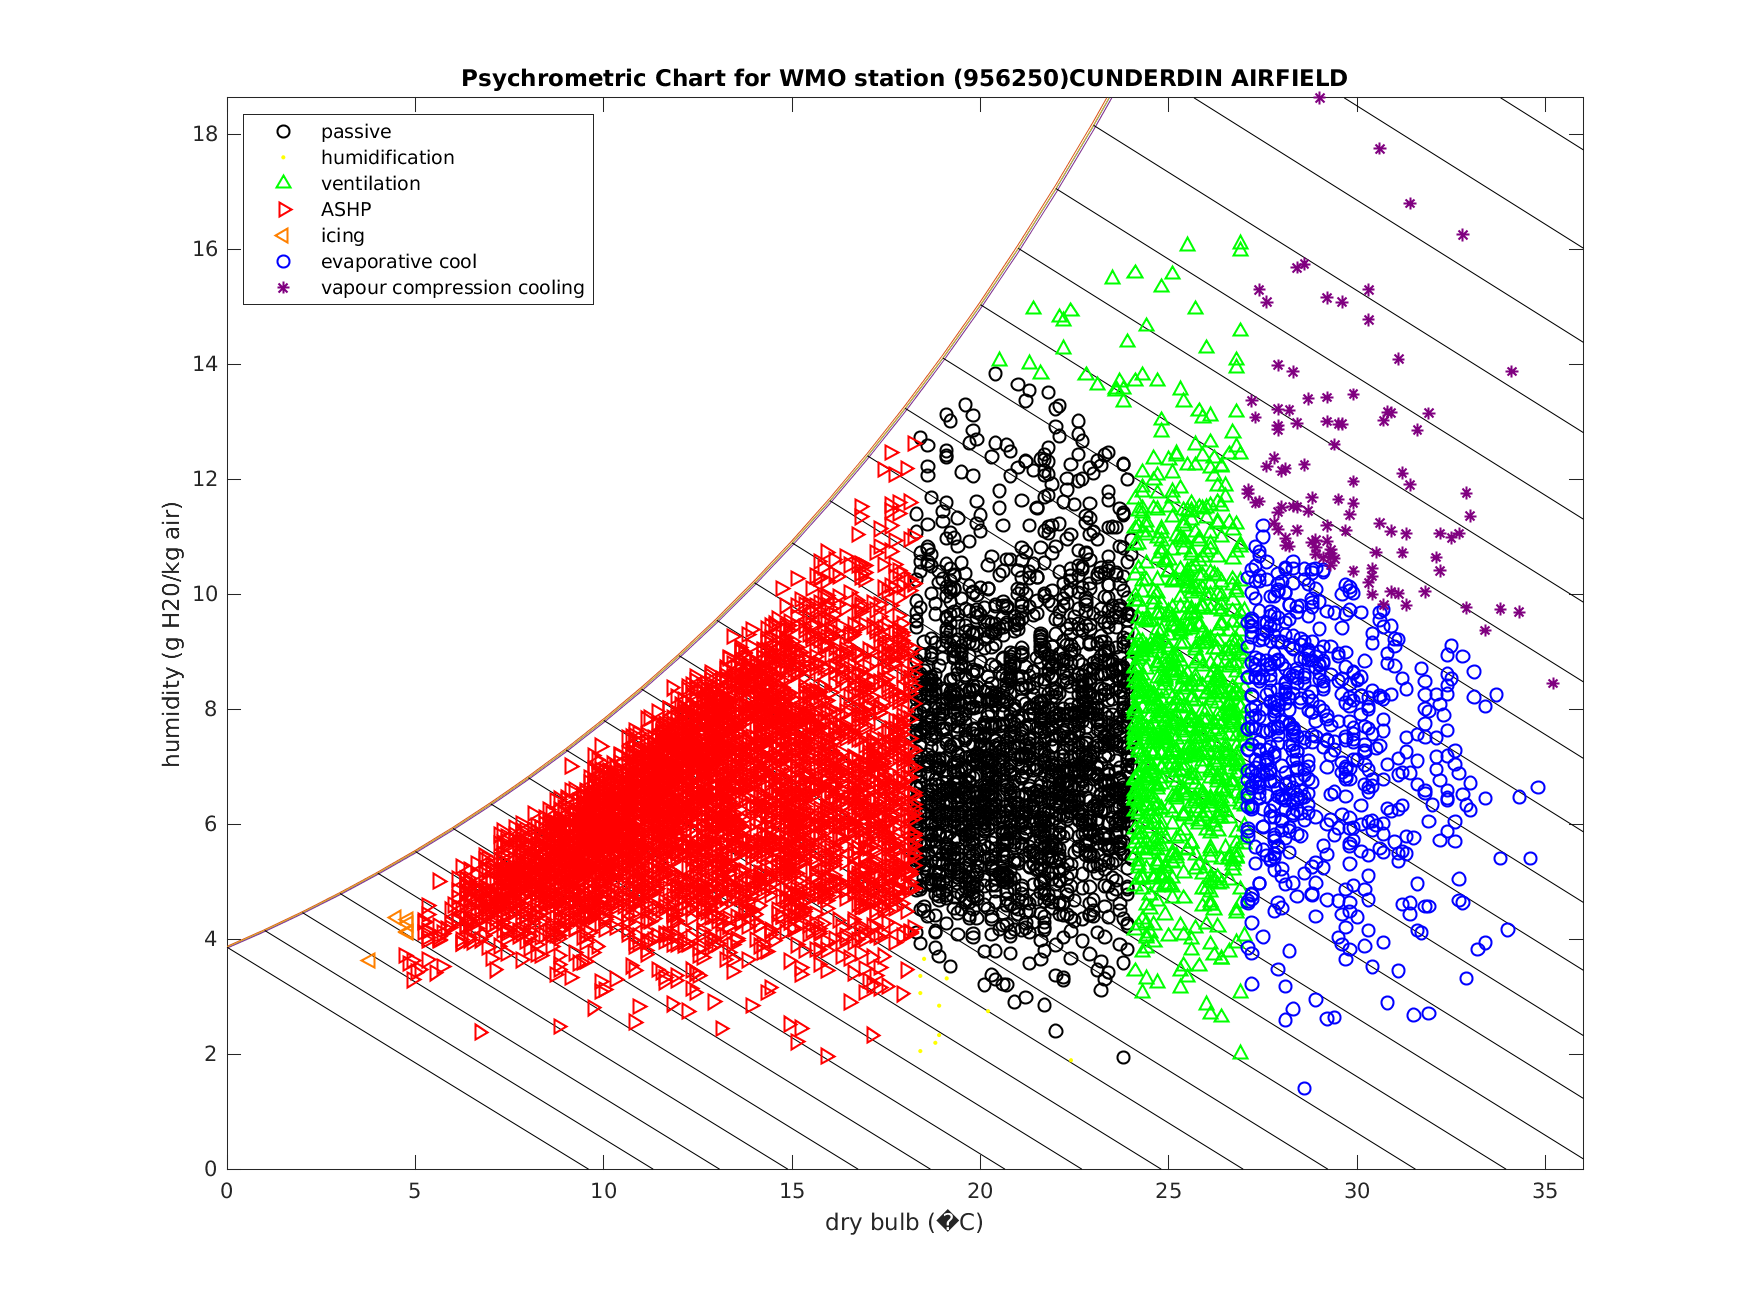 Psychrometric Chart for WMO station (956250)CUNDERDIN AIRFIELD
passive
humidification
ventilation
ASHP
icing
evaporative cool
vapour compression cooling
humidity (g H20/kg air)
18
16
14
12
10
8
6
4
2
0
0 5 10 15 20 25 30 35
dry bulb (�C)